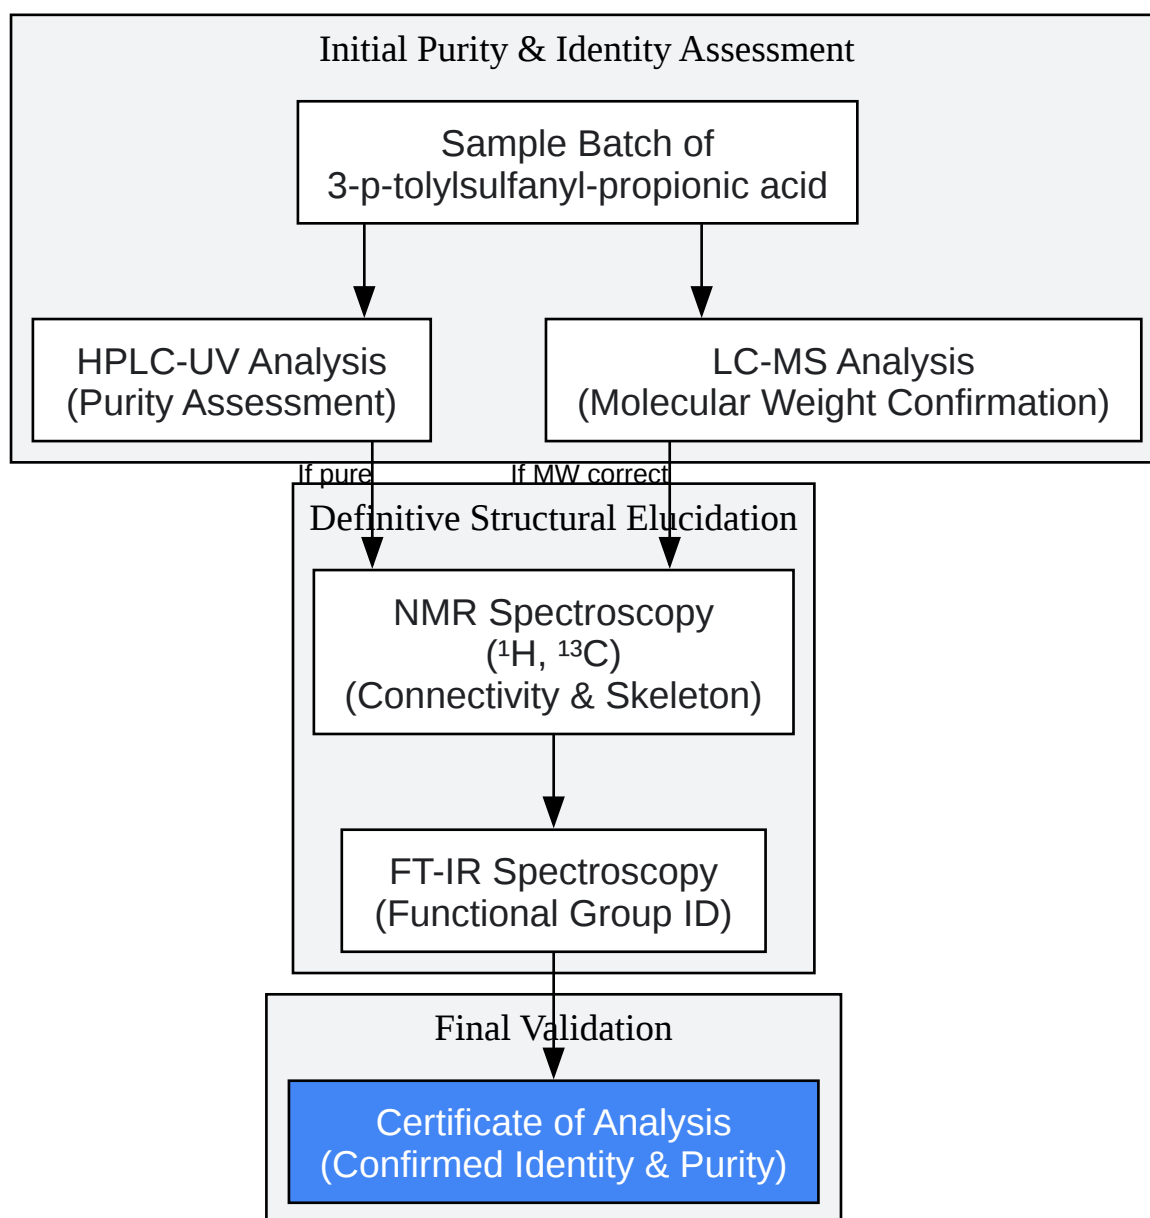 Initial Purity & Identity Assessment
Sample Batch of
3-p-tolylsulfanyl-propionic acid
HPLC-UV Analysis
(Purity Assessment)
LC-MS Analysis
(Molecular Weight Confirmation)
If pure
If MW correct
Definitive Structural Elucidation
NMR Spectroscopy
(¹H, ¹³C)
(Connectivity & Skeleton)
FT-IR Spectroscopy
(Functional Group ID)
Final Validation
Certificate of Analysis
(Confirmed Identity & Purity)